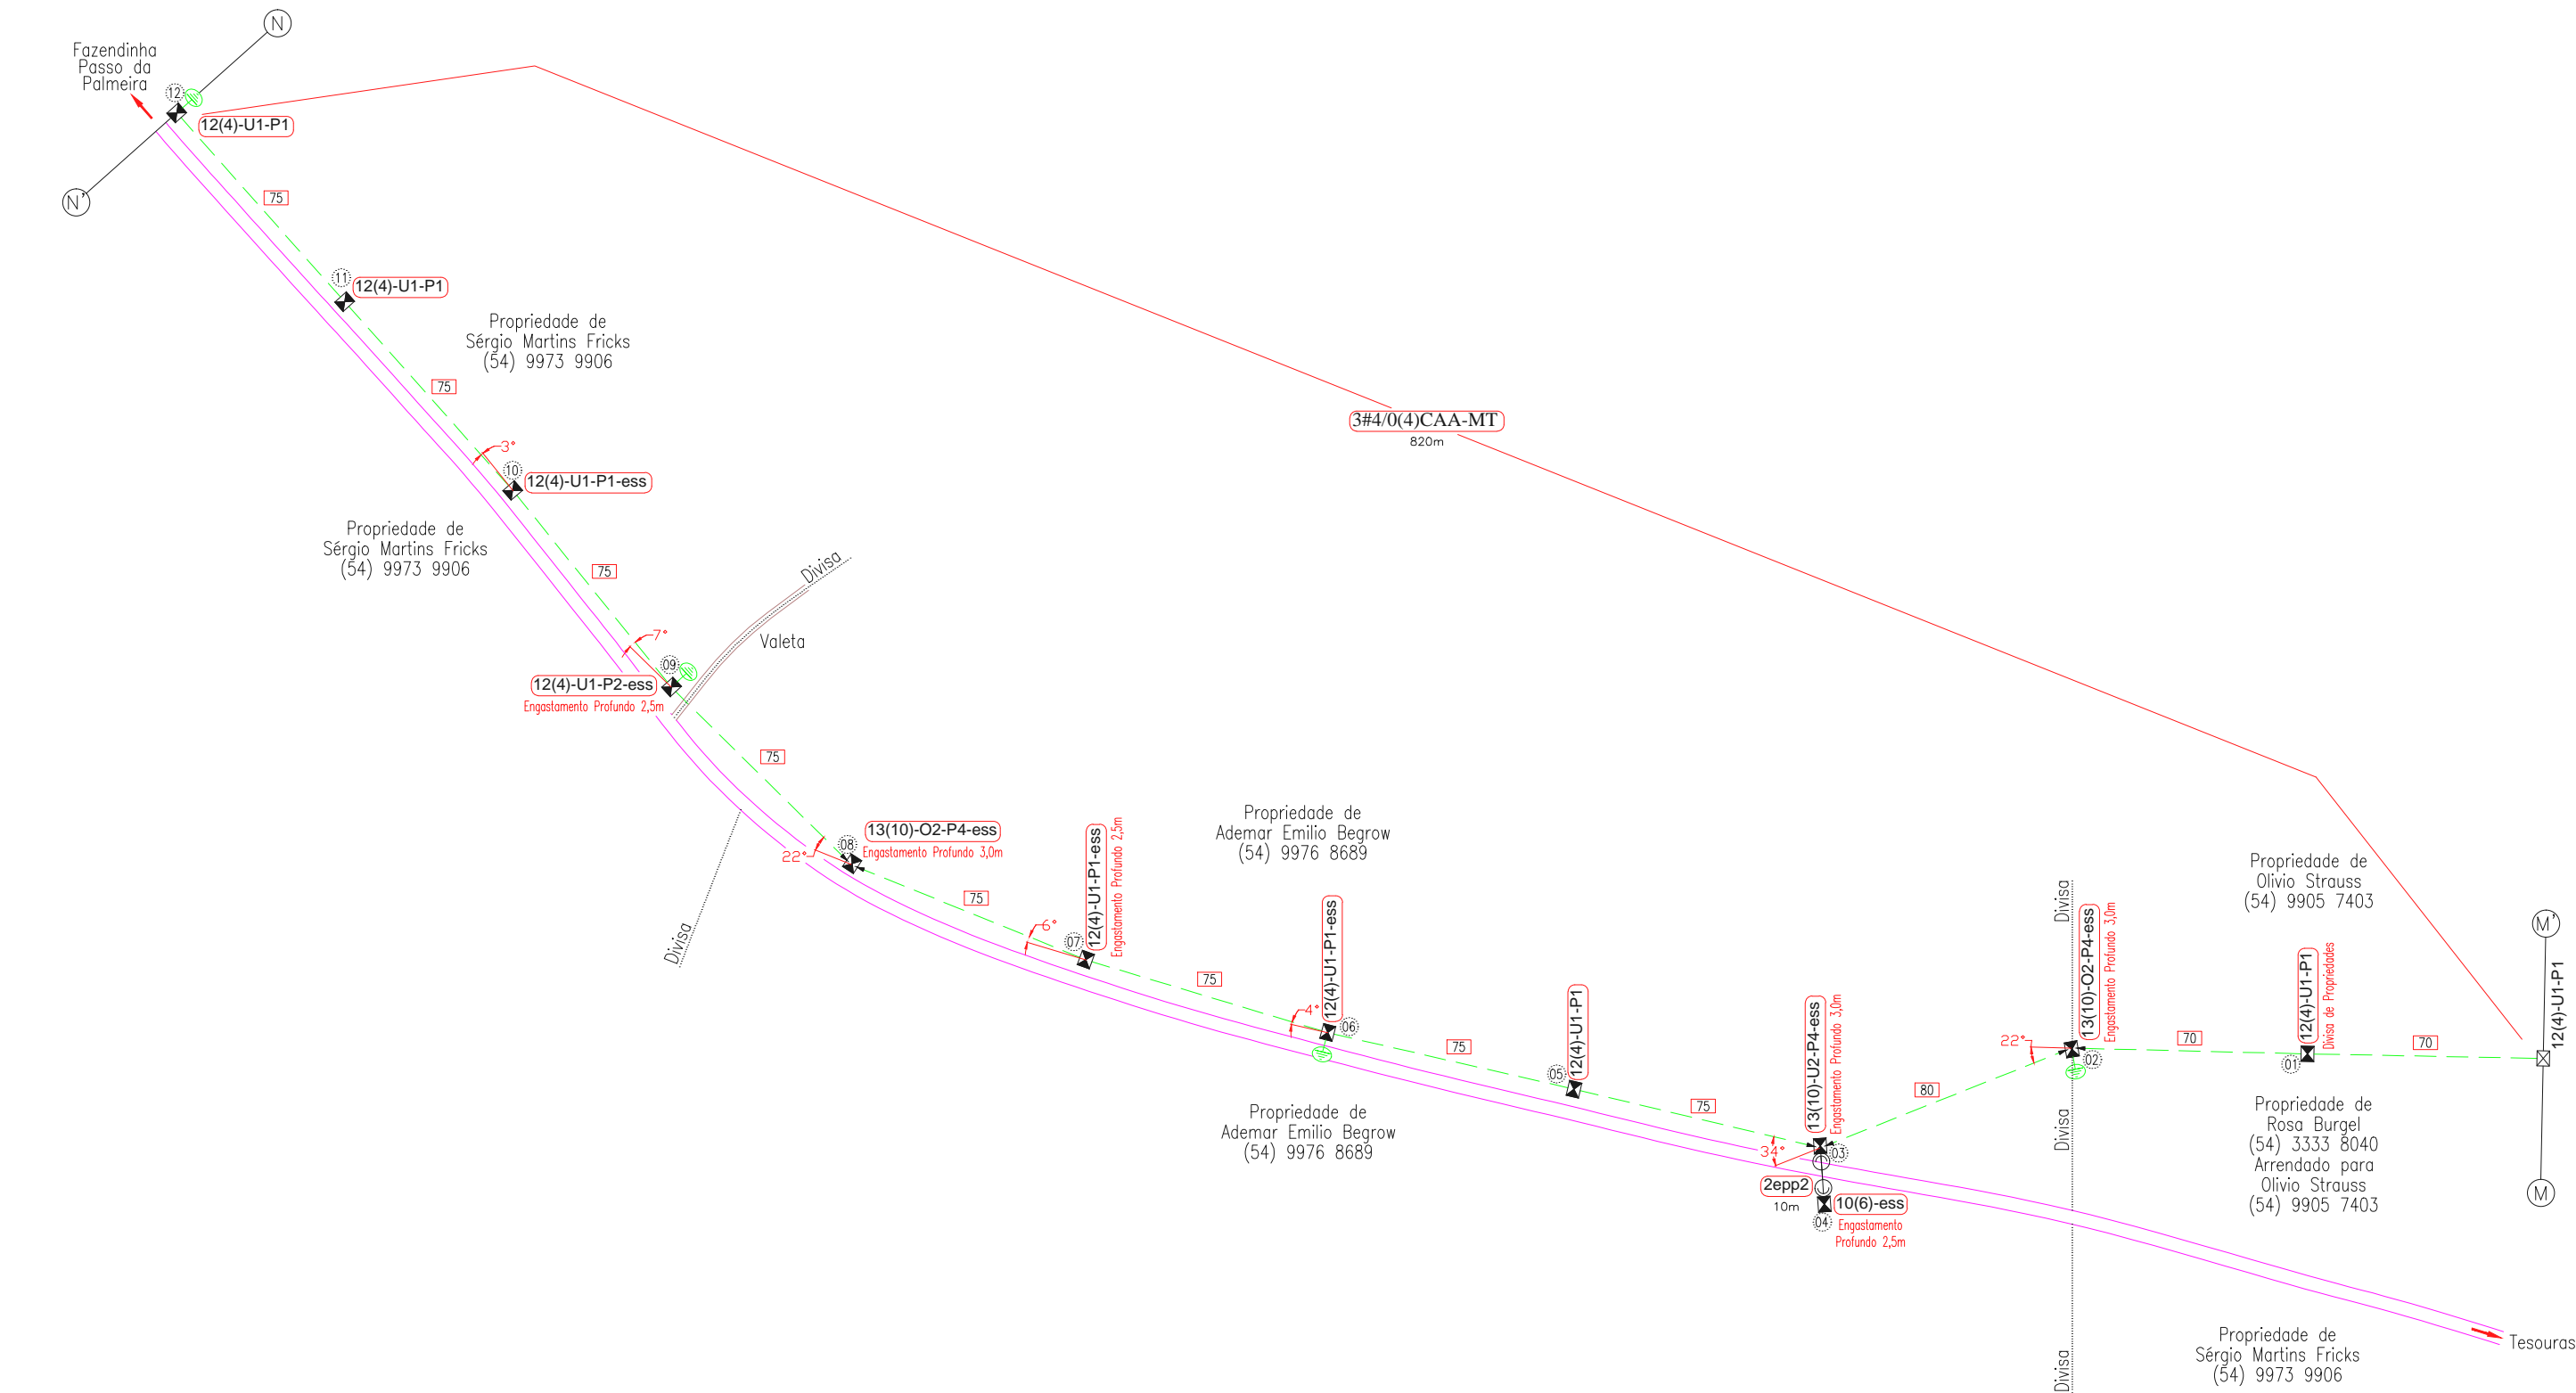 N
Fazendinha
Passo da
Palmeira
12
12(4)-U1-P1
N'
75
11
12(4)-U1-P1
Propriedade de
Sérgio Martins Fricks
(54) 9973 9906
75
3°
10
12(4)-U1-P1-ess
Propriedade de
Sérgio Martins Fricks
(54) 9973 9906
75
3#4/0(4)CAA-MT
820m
Divisa
Valeta
7°
09
12(4)-U1-P2-ess
Engastamento Profundo 2,5m
75
13(10)-O2-P4-ess
Engastamento Profundo 3,0m
08
22°
Divisa
75
12(4)-U1-P1-ess
Engastamento Profundo 2,5m
6°
07
Propriedade de
Ademar Emilio Begrow
(54) 9976 8689
75
12(4)-U1-P1-ess
4°
06
75
12(4)-U1-P1
05
Propriedade de
Ademar Emilio Begrow
(54) 9976 8689
75
13(10)-U2-P4-ess
Engastamento Profundo 3,0m
34°
03
2epp2
10m
10(6)-ess
04
Engastamento
Profundo 2,5m
80
22°
Divisa
13(10)-O2-P4-ess
Engastamento Profundo 3,0m
02
Divisa
70
Propriedade de
Olivio Strauss
(54) 9905 7403
12(4)-U1-P1
Divisa de Propriedades
01
70
M'
12(4)-U1-P1
M
Propriedade de
Rosa Burgel
(54) 3333 8040
Arrendado para
Olivio Strauss
(54) 9905 7403
Divisa
Propriedade de
Sérgio Martins Fricks
(54) 9973 9906
Tesouras